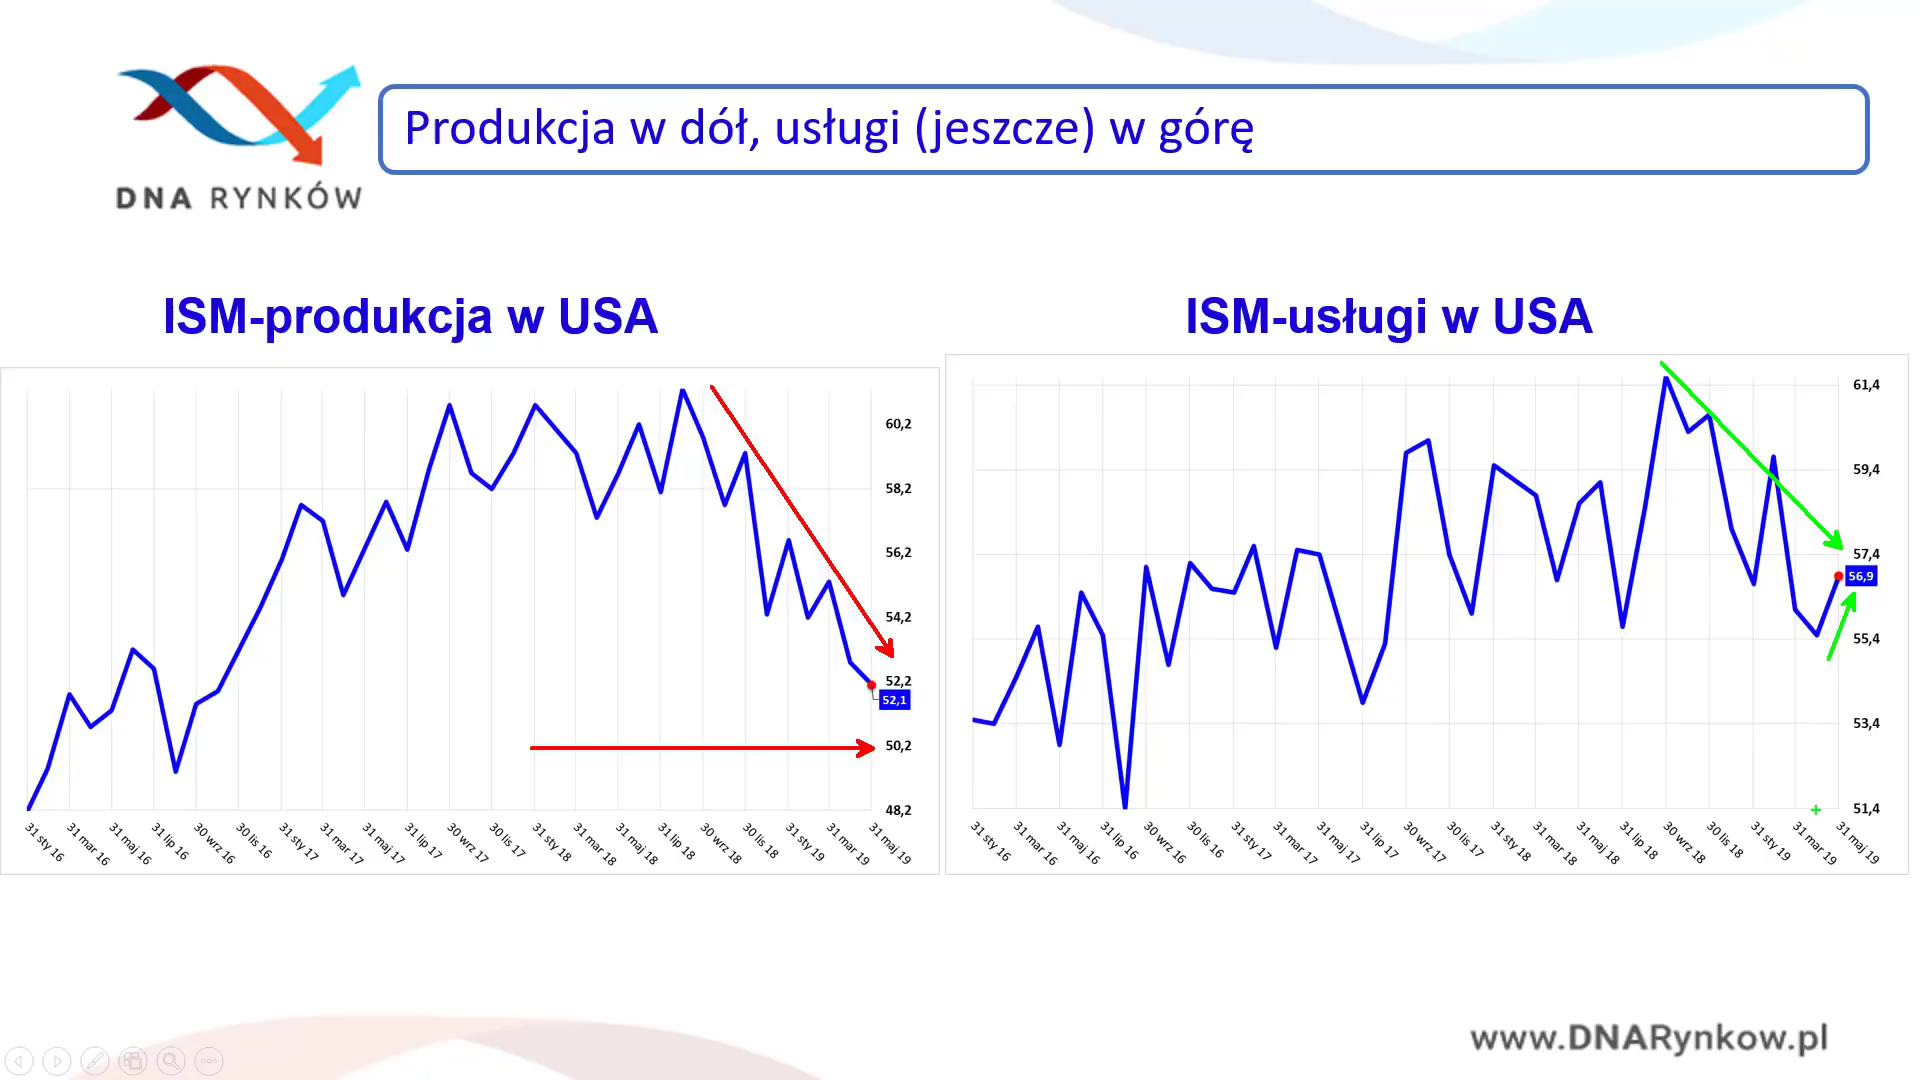 DNA RYNKÓW
Produkcja w dół, usługi (jeszcze) w górę
ISM-produkcja w USA
60,2
58,2
56,2
54,2
52,2
52,1
50,2
48,2
31 sty 16
31 mar 16
31 maj 16
31 lip 16
30 wrz 16
30 lis 16
31 sty 17
31 mar 17
31 maj 17
31 lip 17
30 wrz 17
30 lis 17
31 sty 18
31 mar 18
31 maj 18
31 lip 18
30 wrz 18
30 lis 18
31 sty 19
31 mar 19
31 maj 19
ISM-usługi w USA
61,4
59,4
57,4
56,9
55,4
53,4
51,4
31 sty 16
31 mar 16
31 maj 16
31 lip 16
30 wrz 16
30 lis 16
31 sty 17
31 mar 17
31 maj 17
31 lip 17
30 wrz 17
30 lis 17
31 sty 18
31 mar 18
31 maj 18
31 lip 18
30 wrz 18
30 lis 18
31 sty 19
31 mar 19
31 maj 19
www.DNARynkow.pl